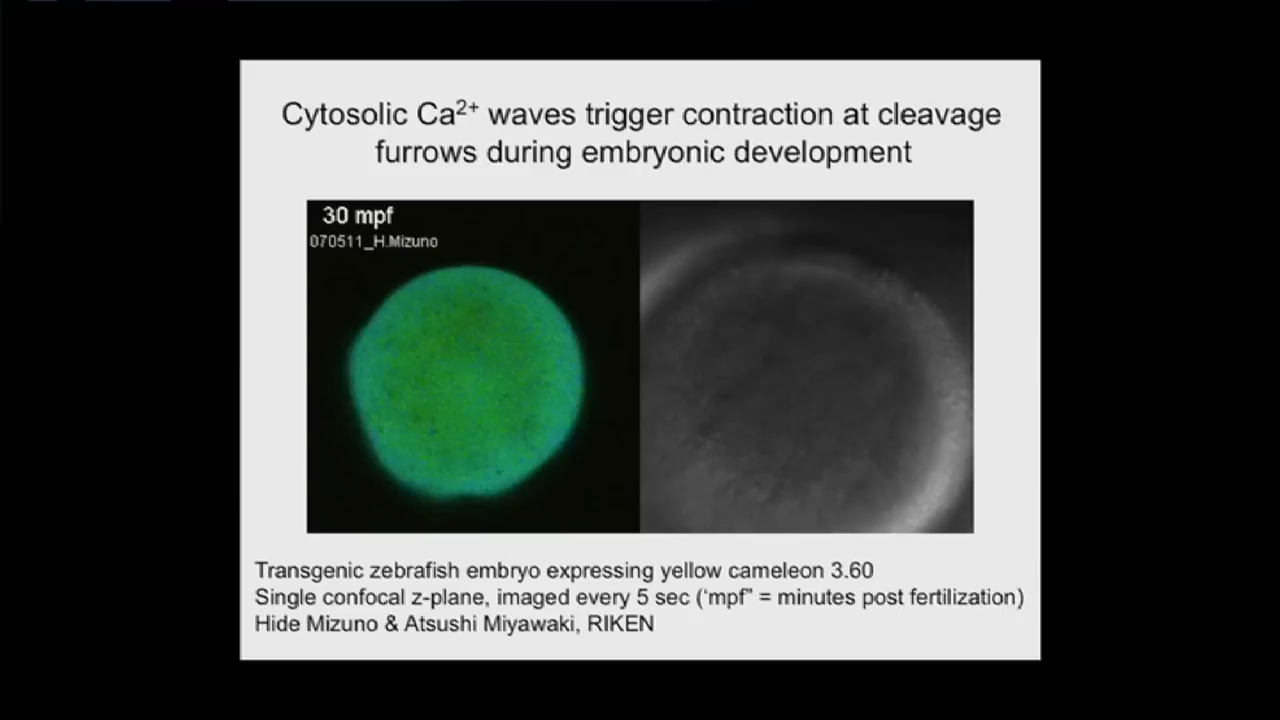 Cytosolic Ca²⁺ waves trigger contraction at cleavage
furrows during embryonic development
30 mpf
070511_H.Mizuno
Transgenic zebrafish embryo expressing yellow cameleon 3.60
Single confocal z-plane, imaged every 5 sec (‘mpf” = minutes post fertilization)
Hide Mizuno & Atsushi Miyawaki, RIKEN